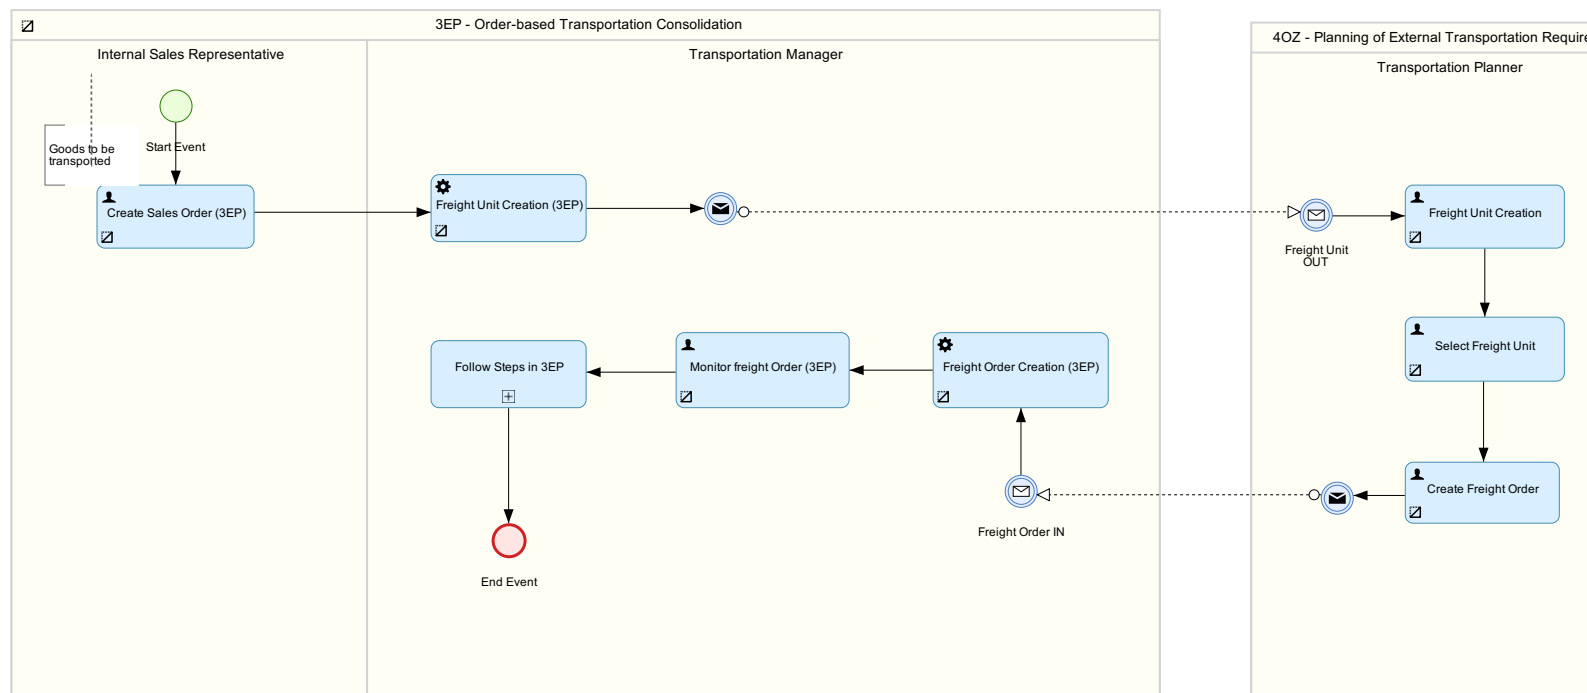 3EP - Order-based Transportation Consolidation
4OZ - Planning of External Transportation Require
Internal Sales Representative
Transportation Manager
Transportation Planner
Goods to be
transported
Start Event
Create Sales Order (3EP)
Freight Unit Creation (3EP)
Freight Unit
OUT
Freight Unit Creation
Select Freight Unit
Follow Steps in 3EP
Monitor freight Order (3EP)
Freight Order Creation (3EP)
Create Freight Order
Freight Order IN
End Event